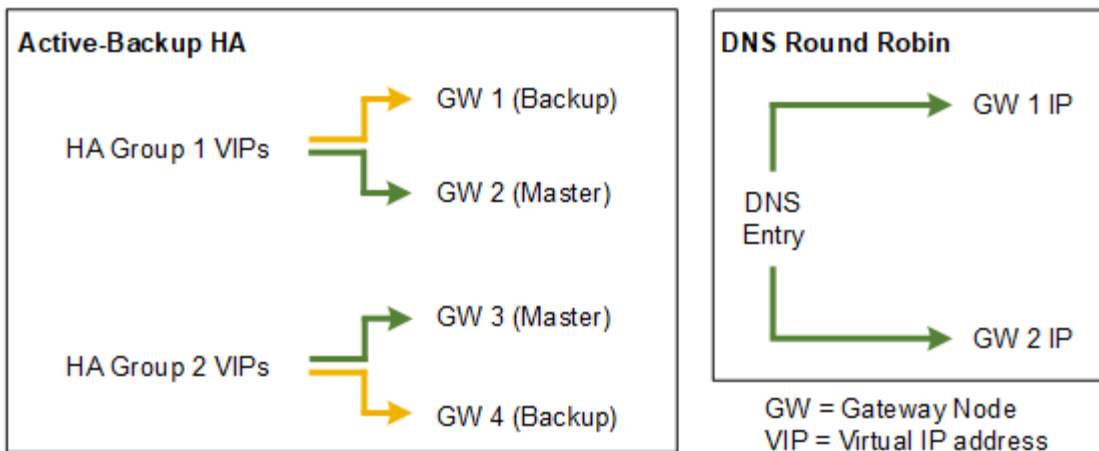 Active-Backup HA
HA Group 1 VIPs
GW 1 (Backup)
GW 2 (Master)
HA Group 2 VIPs
GW 3 (Master)
GW 4 (Backup)
DNS Round Robin
DNS
Entry
GW 1 IP
GW 2 IP
GW = Gateway Node
VIP = Virtual IP address